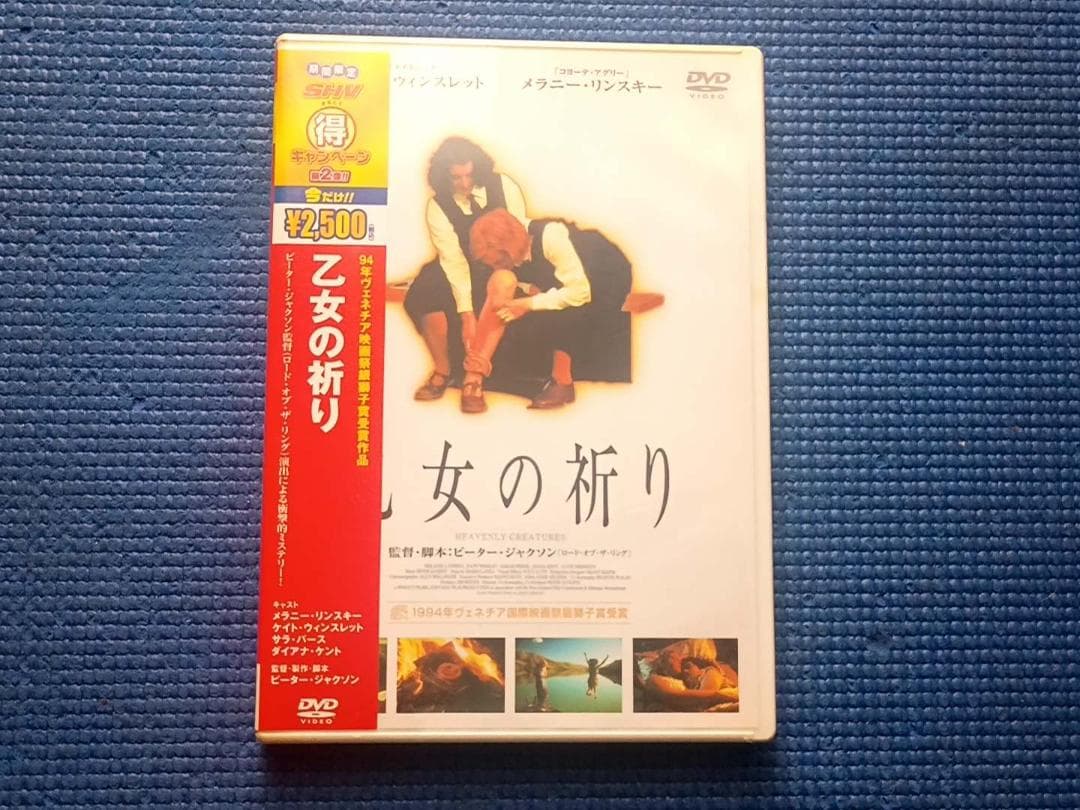 期間限定
SHV
まるとく
得
キャンペーン
第2弾!!
今だけ!!
¥2,500
94年ヴェネチア映画祭銀獅子賞受賞作品
乙女の祈り
ピーター・ジャクソン監督(ロード・オブ・ザ・リング)演出による衝撃的ミステリー!
キャスト
メラニー・リンスキー
ケイト・ウィンスレット
サラ・パース
ダイアナ・ケント
監督・製作・脚本
ピーター・ジャクソン
DVD
VIDEO
ウィンスレット
「コヨーテ・アグリー」
メラニー・リンスキー
DVD
VIDEO
女の祈り
HEAVENLY CREATURES
監督・脚本:ピーター・ジャクソン「ロード・オブ・ザ・リング」
1994年ヴェネチア国際映画祭銀獅子賞受賞